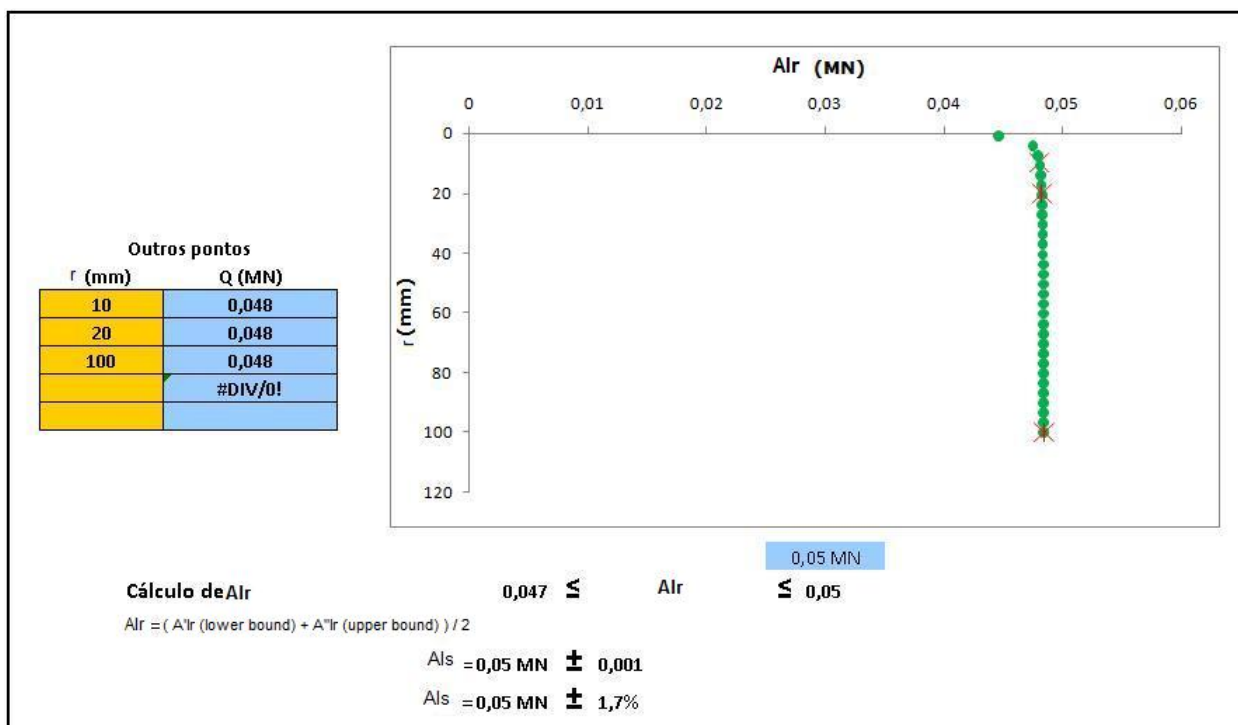 Alr (MN)
0 0,01 0,02 0,03 0,04 0,05 0,06
0
20
40
60
80
100
120
r (mm)
Outros pontos
r (mm) Q (MN)
10 0,048
20 0,048
100 0,048
#DIV/0!
0,05 MN
Cálculo de Alr 0,047 ≤ Alr ≤ 0,05
Alr = ( A'lr (lower bound) + A"lr (upper bound) ) / 2
Als = 0,05 MN ± 0,001
Als = 0,05 MN ± 1,7%